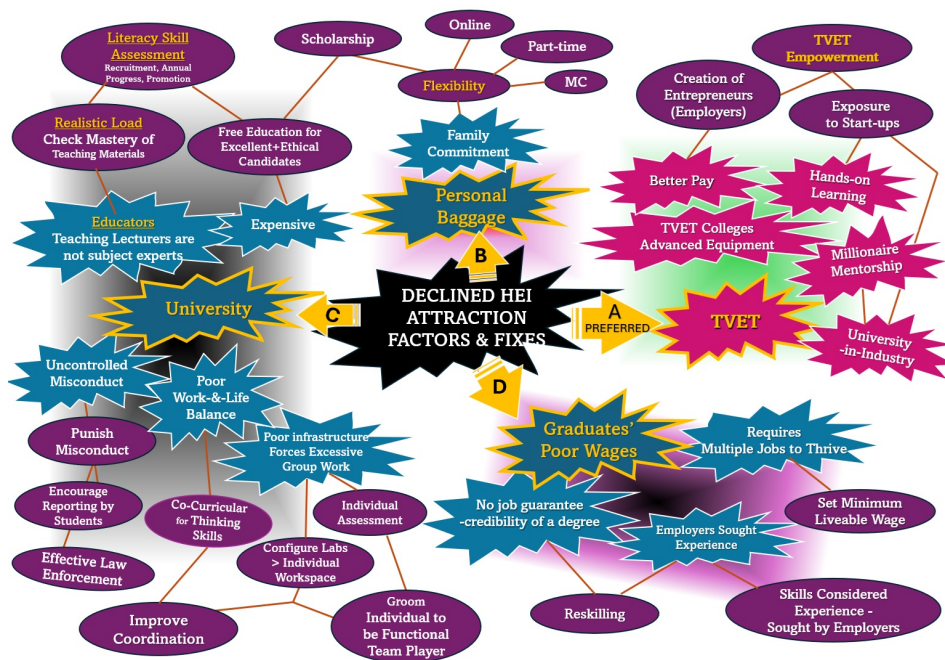 Literacy Skill
Assessment
Recruitment, Annual
Progress, Promotion
Scholarship
Online
Part-time
Flexibility
MC
TVET
Empowerment
Creation of
Entrepreneurs
(Employers)
Exposure
to Start-ups
Realistic Load
Check Mastery of
Teaching Materials
Free Education for
Excellent+Ethical
Candidates
Family
Commitment
Better Pay
Hands-on
Learning
Personal
Baggage
Educators
Teaching Lecturers are
not subject experts
Expensive
TVET Colleges
Advanced Equipment
Millionaire
Mentorship
B
University
C
DECLINED HEI
ATTRACTION
FACTORS & FIXES
A
PREFERRED
TVET
University
-in-Industry
D
Uncontrolled
Misconduct
Poor
Work-&-Life
Balance
Poor infrastructure
Forces Excessive
Group Work
Graduates'
Poor Wages
Requires
Multiple Jobs to Thrive
Punish
Misconduct
Encourage
Reporting by
Students
Effective Law
Enforcement
Co-Curricular
for Thinking
Skills
Individual
Assessment
Configure Labs
> Individual
Workspace
Improve
Coordination
Groom
Individual to
be Functional
Team Player
No job guarantee
-credibility of a degree
Employers Sought
Experience
Set Minimum
Liveable Wage
Reskilling
Skills Considered
Experience -
Sought by Employers